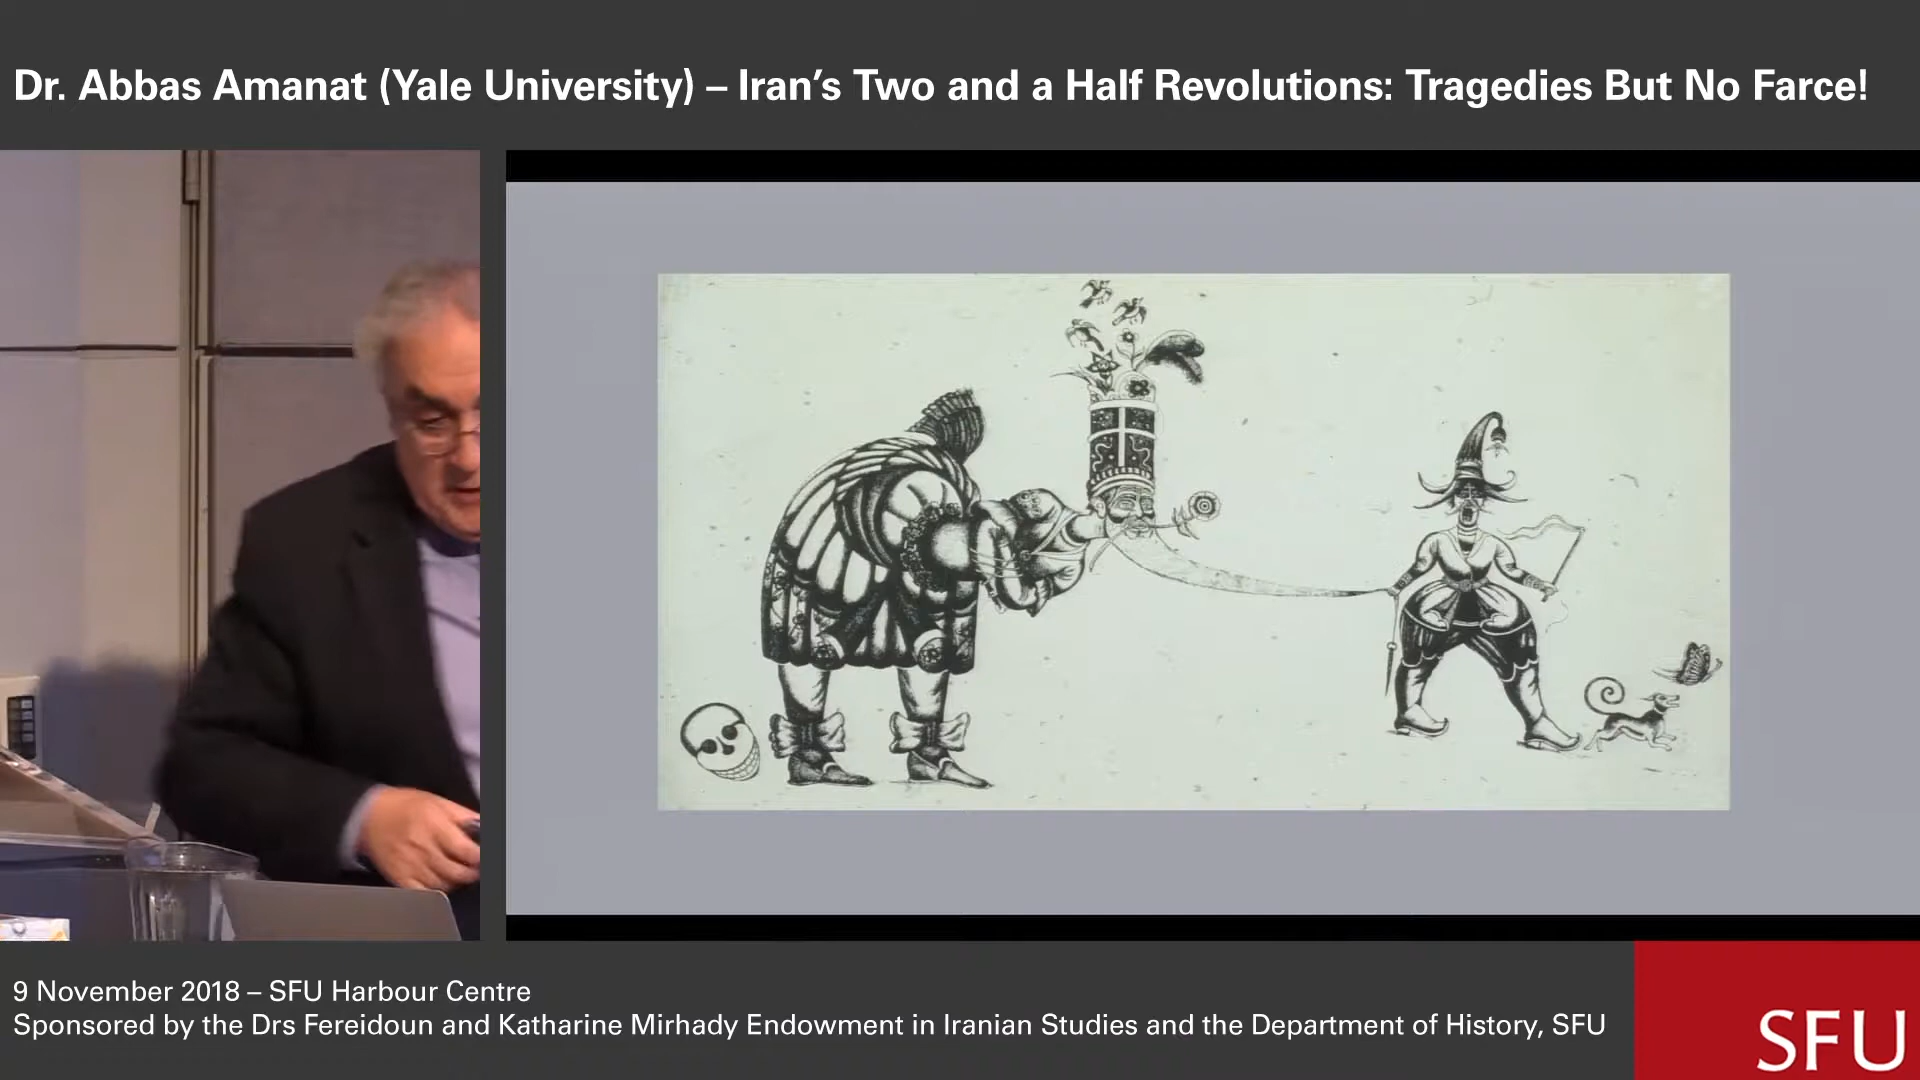 Dr. Abbas Amanat (Yale University) – Iran’s Two and a Half Revolutions: Tragedies But No Farce!
9 November 2018 – SFU Harbour Centre
Sponsored by the Drs Fereidoun and Katharine Mirhady Endowment in Iranian Studies and the Department of History, SFU
SFU